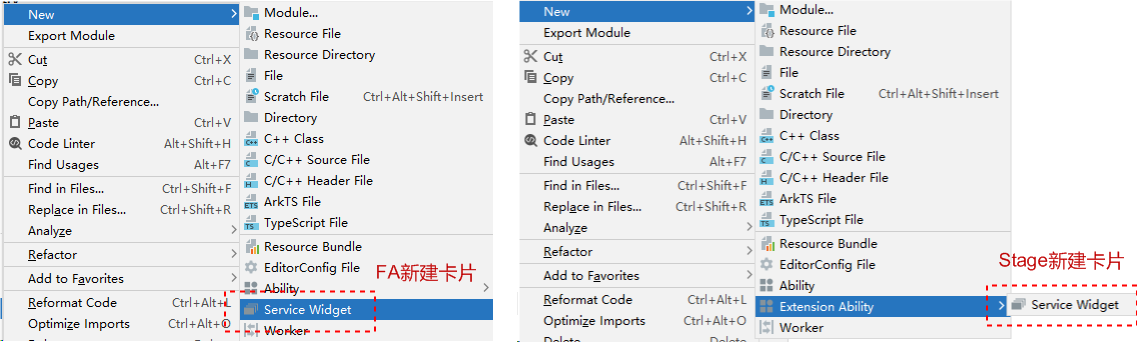 New
Export Module
Cut Ctrl+X
Copy Ctrl+C
Copy Path/Reference...
Paste Ctrl+V
Code Linter Alt+Shift+H
Find Usages Alt+F7
Find in Files... Ctrl+Shift+F
Replace in Files... Ctrl+Shift+R
Analyze
Refactor
Add to Favorites
Reformat Code Ctrl+Alt+L
Optimize Imports Ctrl+Alt+O
Module...
Resource File
Resource Directory
File
Scratch File Ctrl+Alt+Shift+Insert
Directory
C++ Class
C/C++ Source File
C/C++ Header File
ArkTS File
TypeScript File
Resource Bundle
EditorConfig File
Ability
Service Widget
Worker
FA新建卡片
New
Export Module
Cut Ctrl+X
Copy Ctrl+C
Copy Path/Reference...
Paste Ctrl+V
Code Linter Alt+Shift+H
Find Usages Alt+F7
Find in Files... Ctrl+Shift+F
Replace in Files... Ctrl+Shift+R
Analyze
Refactor
Add to Favorites
Reformat Code Ctrl+Alt+L
Optimize Imports Ctrl+Alt+O
Module...
Resource File
Resource Directory
File
Scratch File Ctrl+Alt+Shift+Insert
Directory
C++ Class
C/C++ Source File
C/C++ Header File
ArkTS File
TypeScript File
Resource Bundle
EditorConfig File
Ability
Extension Ability
Worker
Stage新建卡片
Service Widget